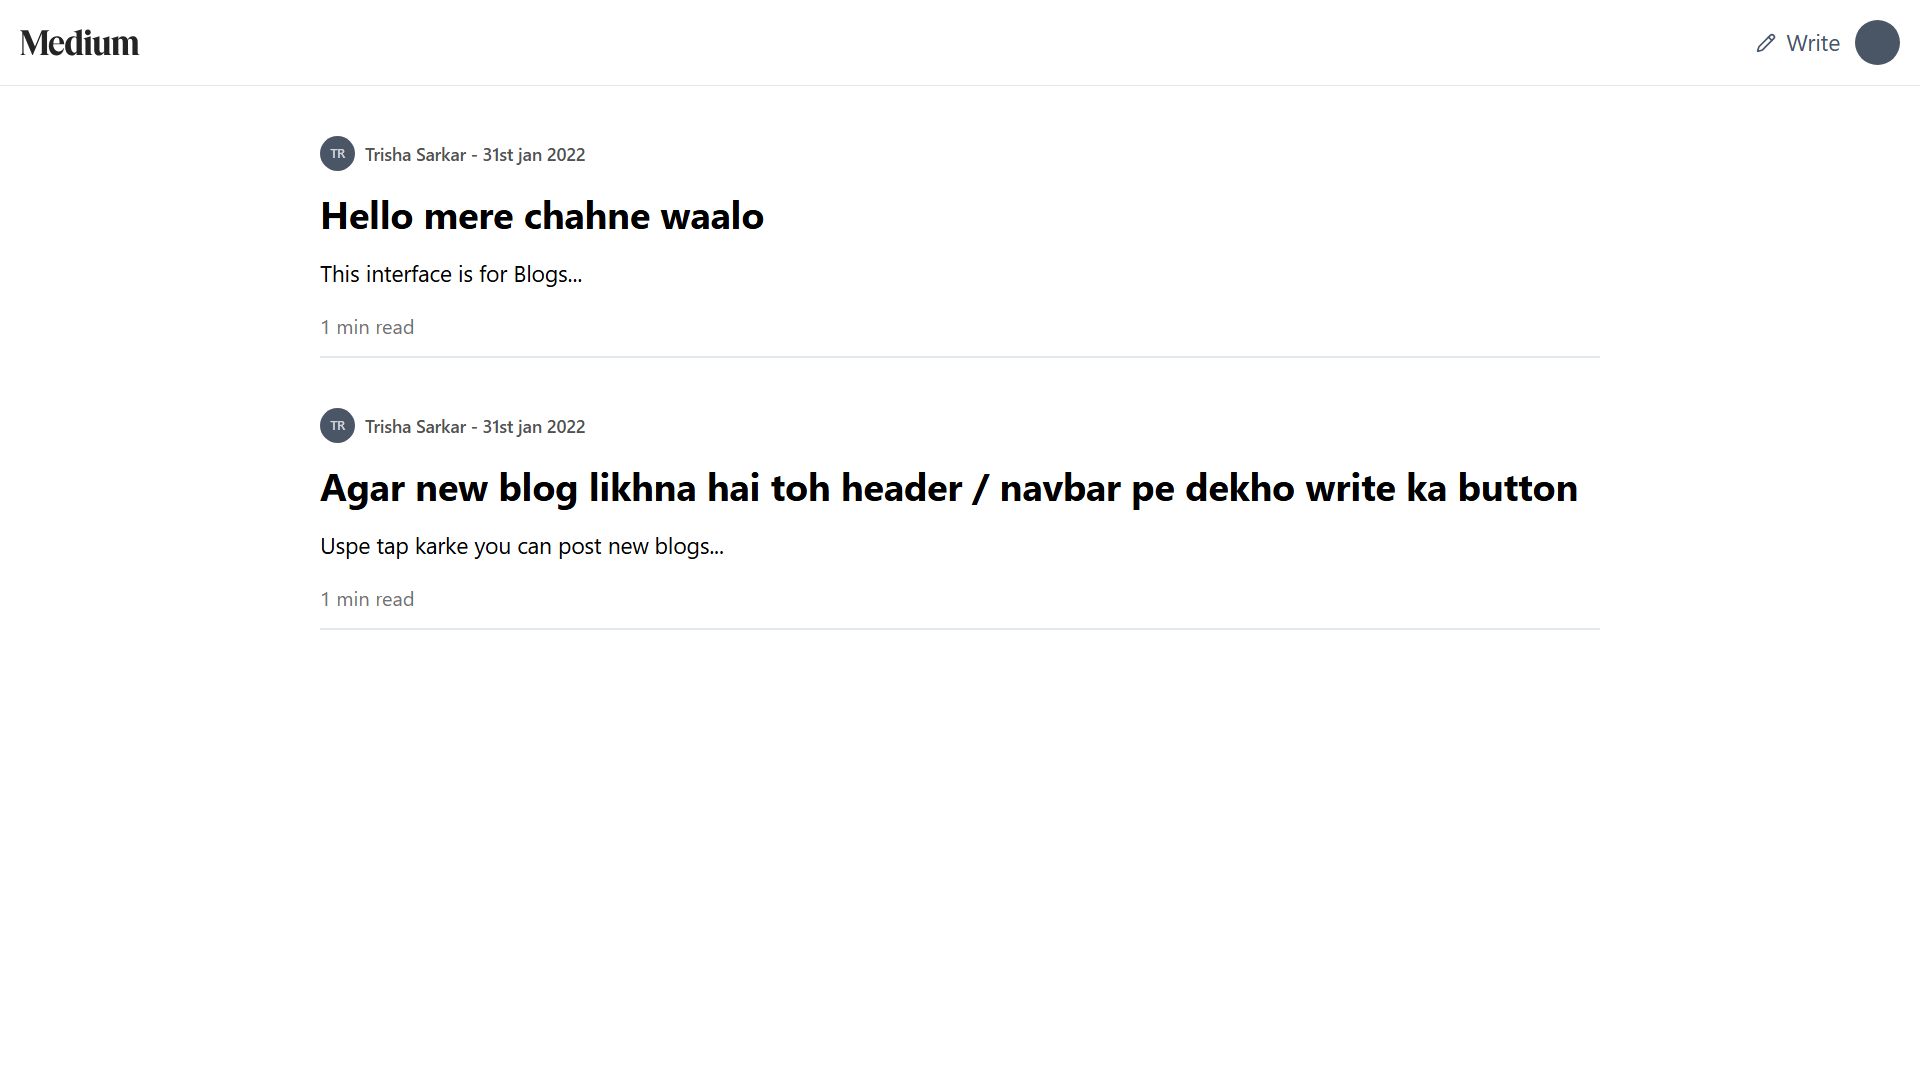 Medium
Write
TR Trisha Sarkar - 31st jan 2022
Hello mere chahne waalo
This interface is for Blogs...
1 min read
TR Trisha Sarkar - 31st jan 2022
Agar new blog likhna hai toh header / navbar pe dekho write ka button
Uspe tap karke you can post new blogs...
1 min read